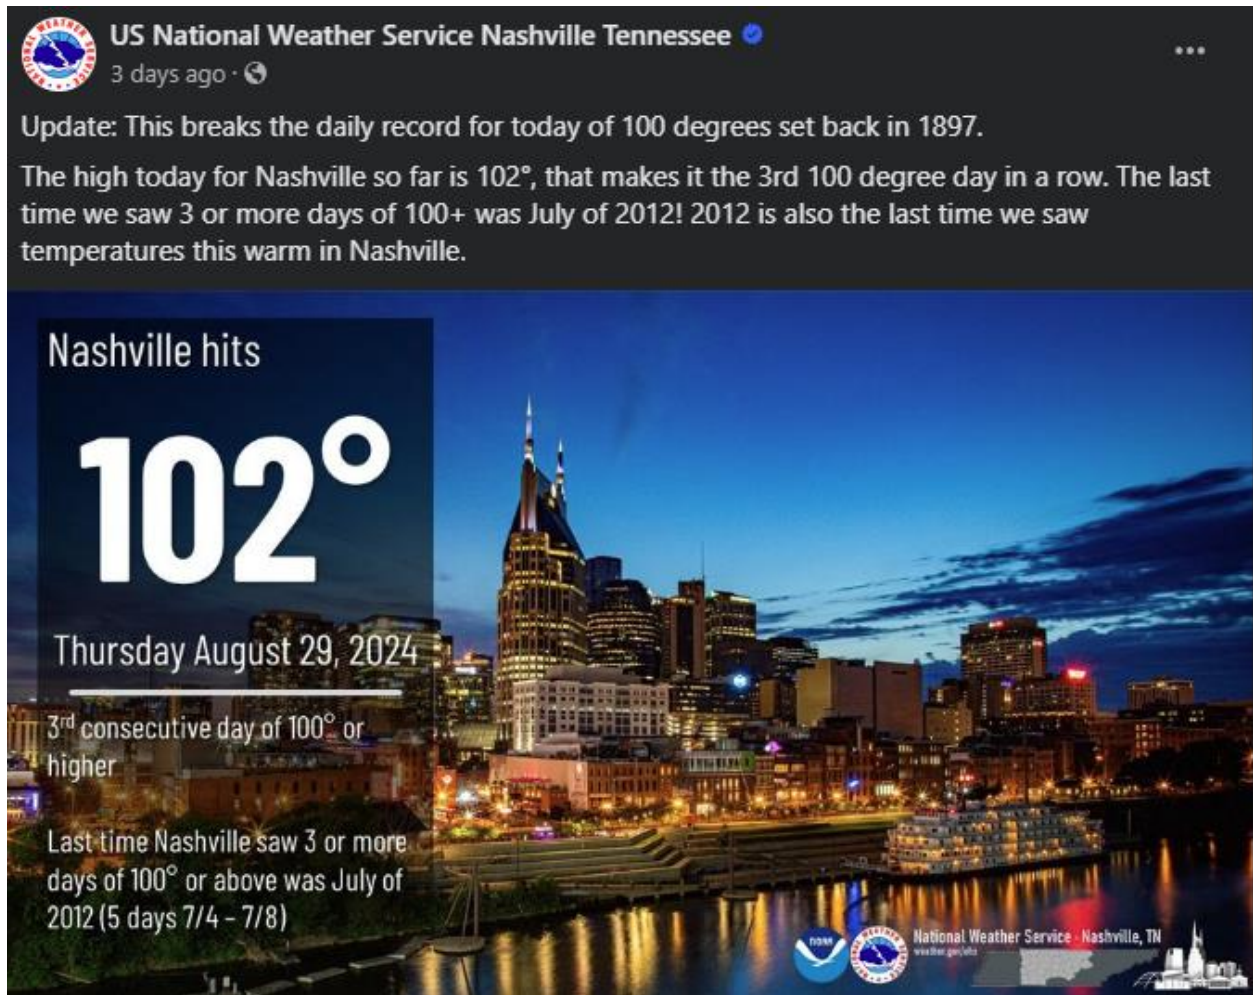 US National Weather Service Nashville Tennessee
3 days ago ·
Update: This breaks the daily record for today of 100 degrees set back in 1897.
The high today for Nashville so far is 102°, that makes it the 3rd 100 degree day in a row. The last
time we saw 3 or more days of 100+ was July of 2012! 2012 is also the last time we saw
temperatures this warm in Nashville.
Nashville hits
102°
Thursday August 29, 2024
3rd consecutive day of 100° or
higher
Last time Nashville saw 3 or more
days of 100° or above was July of
2012 (5 days 7/4 – 7/8)
NATIONAL WEATHER SERVICE
noaa
National Weather Service - Nashville, TN